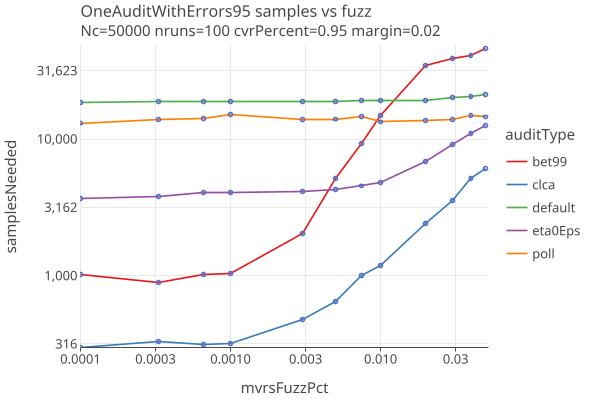 OneAuditWithErrors95 samples vs fuzz
Nc=50000 nruns=100 cvrPercent=0.95 margin=0.02
samplesNeeded
31,623
10,000
3,162
1,000
316
0.0001
0.0003
0.0010
0.003
0.010
0.03
mvrsFuzzPct
auditType
bet99
clca
default
eta0Eps
poll